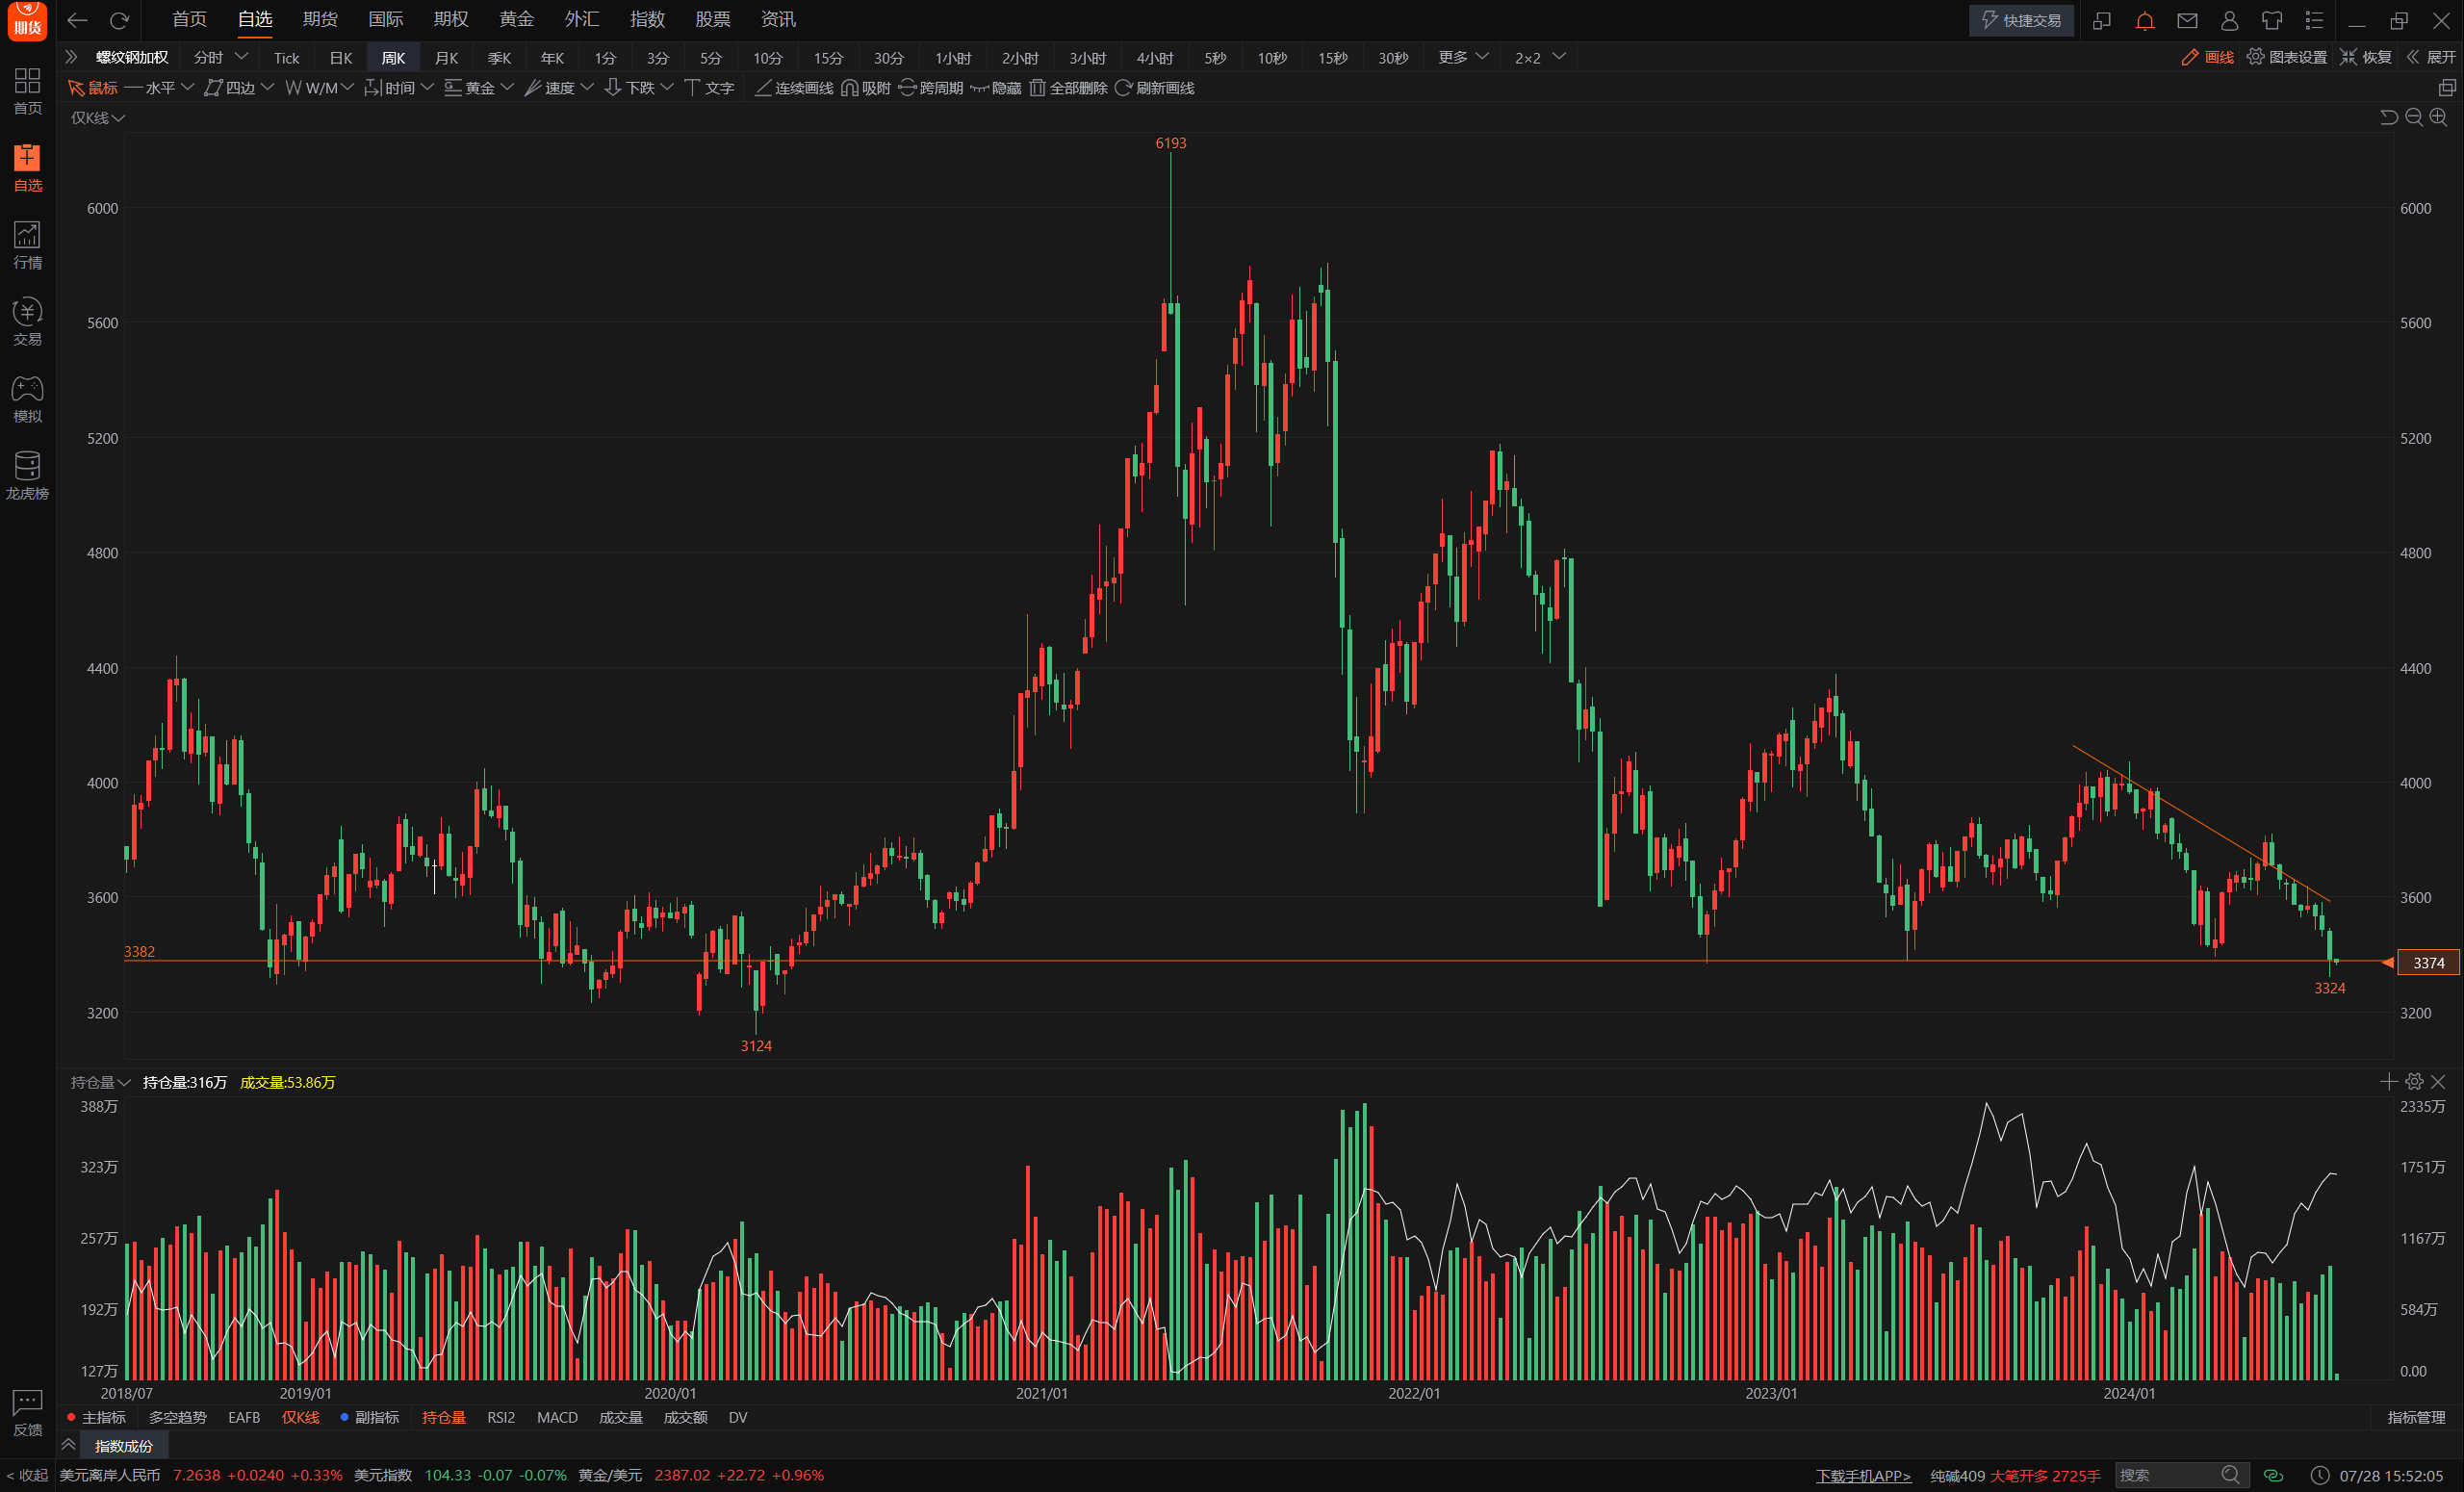 期货
首页 自选 期货 国际 期权 黄金 外汇 指数 股票 资讯 快捷交易
螺纹钢加权 分时 Tick 日K 周K 月K 季K 年K 1分 3分 5分 10分 15分 30分 1小时 2小时 3小时 4小时 5秒 10秒 15秒 30秒 更多 2×2 画线 图表设置 恢复 展开
鼠标 水平 四边 W/M 时间 黄金 速度 下跌 文字 连续画线 吸附 跨周期 隐藏 全部删除 刷新画线
首页
自选
行情
交易
模拟
龙虎榜
反馈
仅K线
6193
6000 6000
5600 5600
5200 5200
4800 4800
4400 4400
4000 4000
3600 3600
3382
3374
3324
3200 3200
3124
持仓量 持仓量:316万 成交量:53.86万
388万 2335万
323万 1751万
257万 1167万
192万 584万
127万 0.00
2018/07 2019/01 2020/01 2021/01 2022/01 2023/01 2024/01
主指标 多空趋势 EAFB 仅K线 副指标 持仓量 RSI2 MACD 成交量 成交额 DV 指标管理
指数成份
< 收起 美元离岸人民币 7.2638 +0.0240 +0.33% 美元指数 104.33 -0.07 -0.07% 黄金/美元 2387.02 +22.72 +0.96% 下载手机APP> 纯碱409 大笔开多 2725手 搜索 07/28 15:52:05